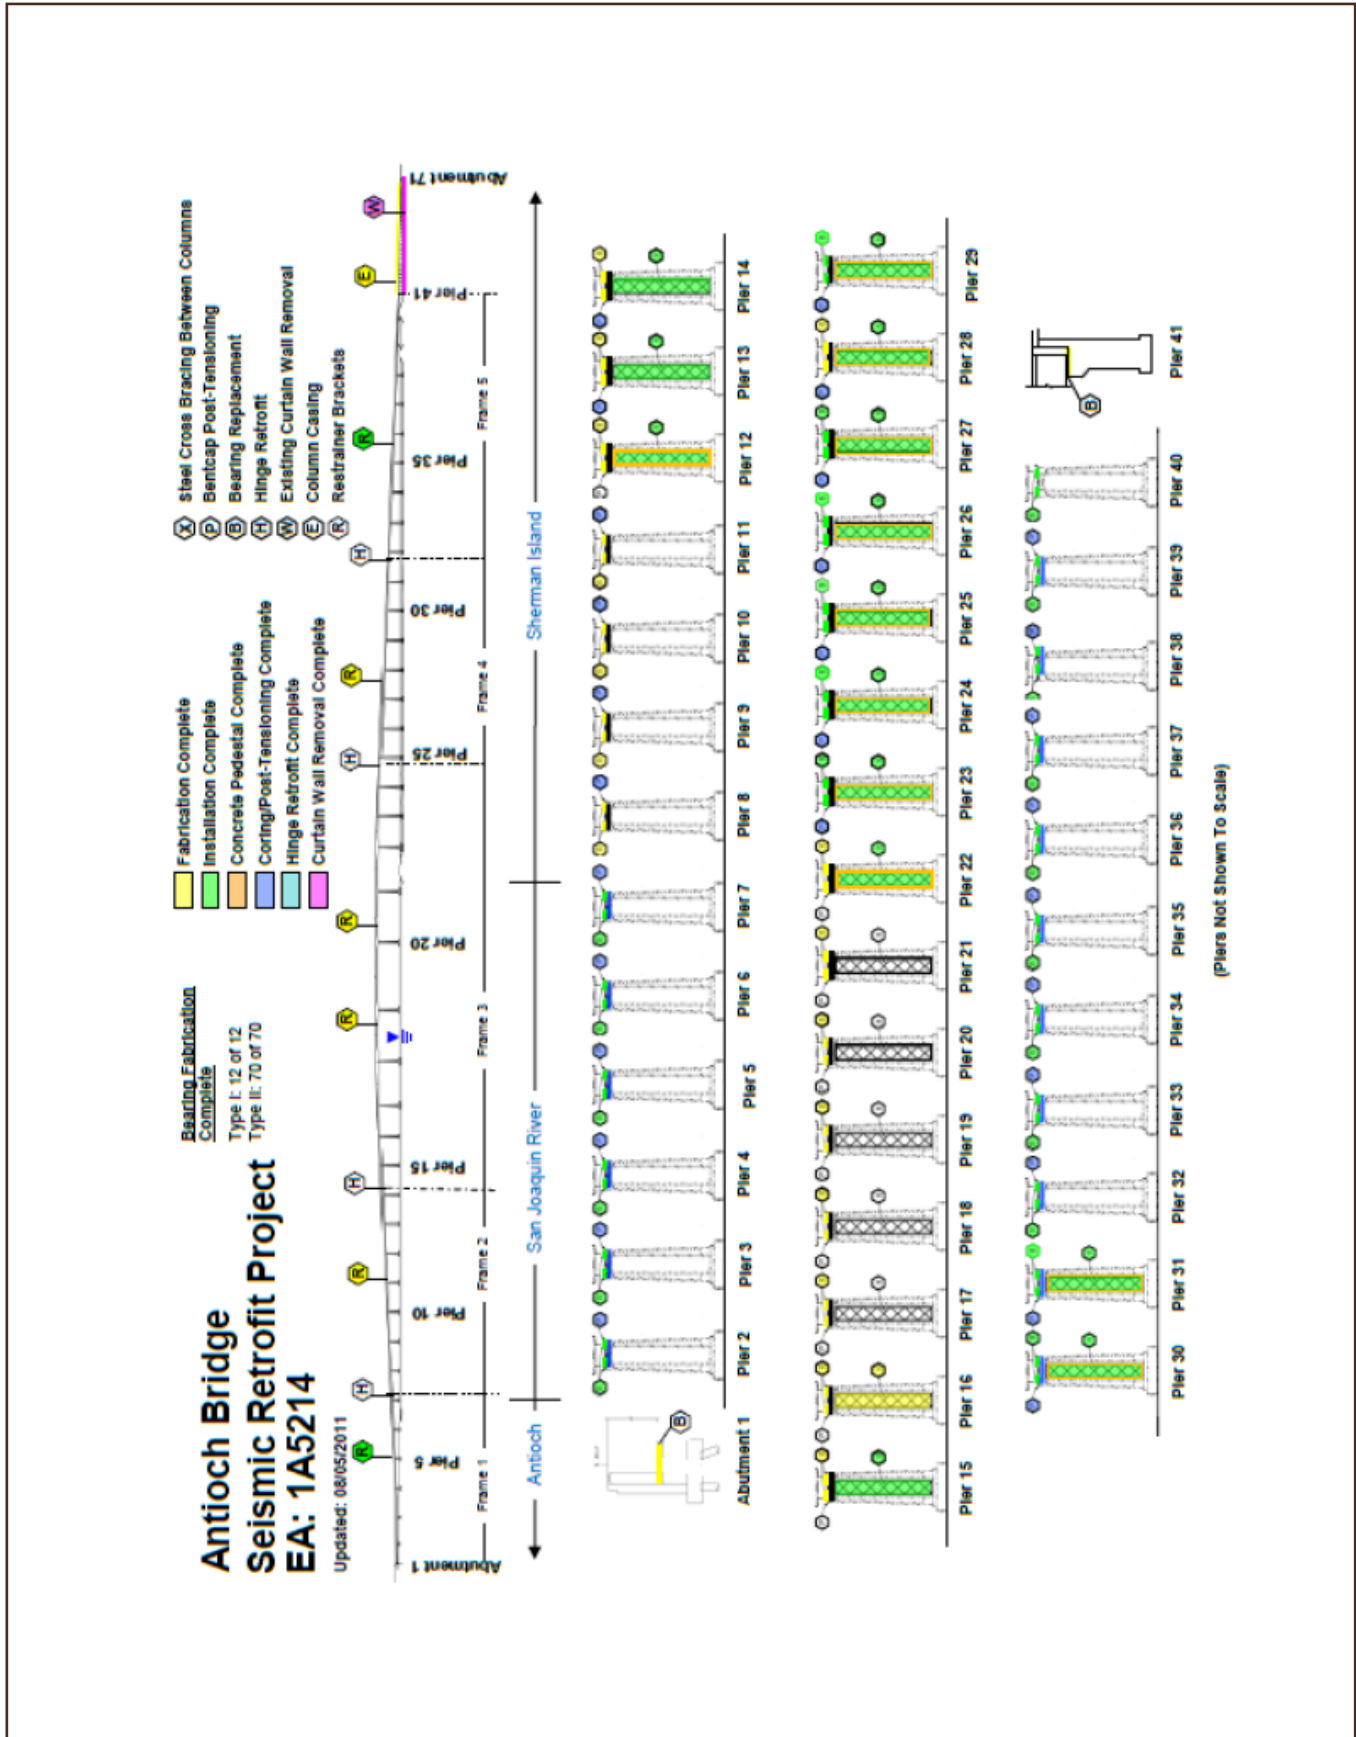 Antioch Bridge
Seismic Retrofit Project
EA: 1A5214
Updated: 08/05/2011
Bearing Fabrication
Complete
Type I: 12 of 12
Type II: 70 of 70
Fabrication Complete
Installation Complete
Concrete Pedestal Complete
Coring/Post-Tensioning Complete
Hinge Retrofit Complete
Curtain Wall Removal Complete
X Steel Cross Bracing Between Columns
P Bentcap Post-Tensioning
B Bearing Replacement
H Hinge Retrofit
W Existing Curtain Wall Removal
E Column Casing
R Restrainer Brackets
R H R H R R H R H R E W
Abutment 1 Pier 5 Pier 10 Pier 15 Pier 20 Pier 25 Pier 30 Pier 35 Pier 41 Abutment 71
Frame 1 Frame 2 Frame 3 Frame 4 Frame 5
Antioch San Joaquin River Sherman Island
B
Abutment 1 Pier 2 Pier 3 Pier 4 Pier 5 Pier 6 Pier 7 Pier 8 Pier 9 Pier 10 Pier 11 Pier 12 Pier 13 Pier 14
Pier 15 Pier 16 Pier 17 Pier 18 Pier 19 Pier 20 Pier 21 Pier 22 Pier 23 Pier 24 Pier 25 Pier 26 Pier 27 Pier 28 Pier 29
B
Pier 30 Pier 31 Pier 32 Pier 33 Pier 34 Pier 35 Pier 36 Pier 37 Pier 38 Pier 39 Pier 40 Pier 41
(Piers Not Shown To Scale)